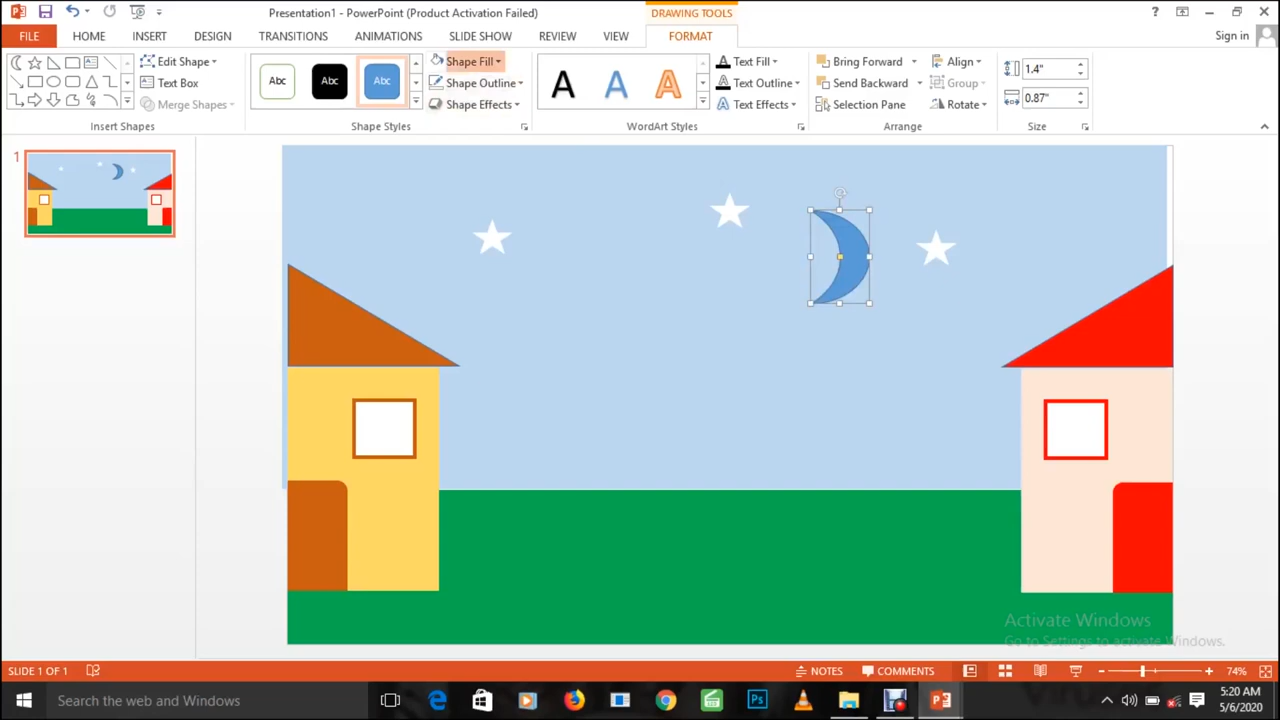 Presentation1 - PowerPoint (Product Activation Failed)
DRAWING TOOLS
?
FILE HOME INSERT DESIGN TRANSITIONS ANIMATIONS SLIDE SHOW REVIEW VIEW FORMAT
Sign in
Edit Shape
Text Box
Merge Shapes
Insert Shapes
Abc Abc Abc
Shape Fill
Shape Outline
Shape Effects
Shape Styles
A A A
Text Fill
Text Outline
Text Effects
WordArt Styles
Bring Forward
Send Backward
Selection Pane
Align
Group
Rotate
Arrange
1.4"
0.87"
Size
1
Activate Windows
Go to Settings to activate Windows.
SLIDE 1 OF 1
NOTES COMMENTS
74%
Search the web and Windows
5:20 AM
5/6/2020